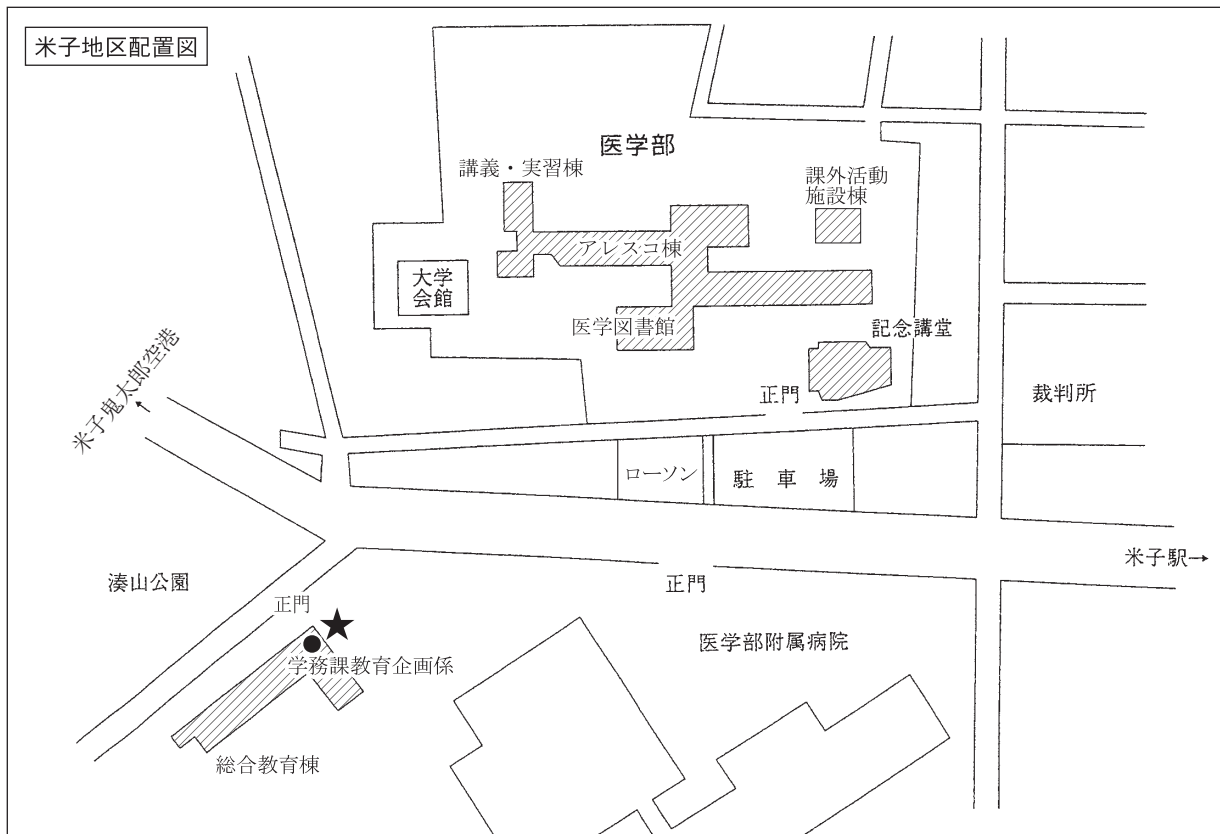 米子地区配置図
医学部
講義・実習棟
課外活動
施設棟
アレスコ棟
大学
会館
医学図書館
記念講堂
米子鬼太郎空港
←
正門
裁判所
ローソン
駐車場
米子駅→
湊山公園
正門
正門
医学部附属病院
学務課教育企画係
総合教育棟